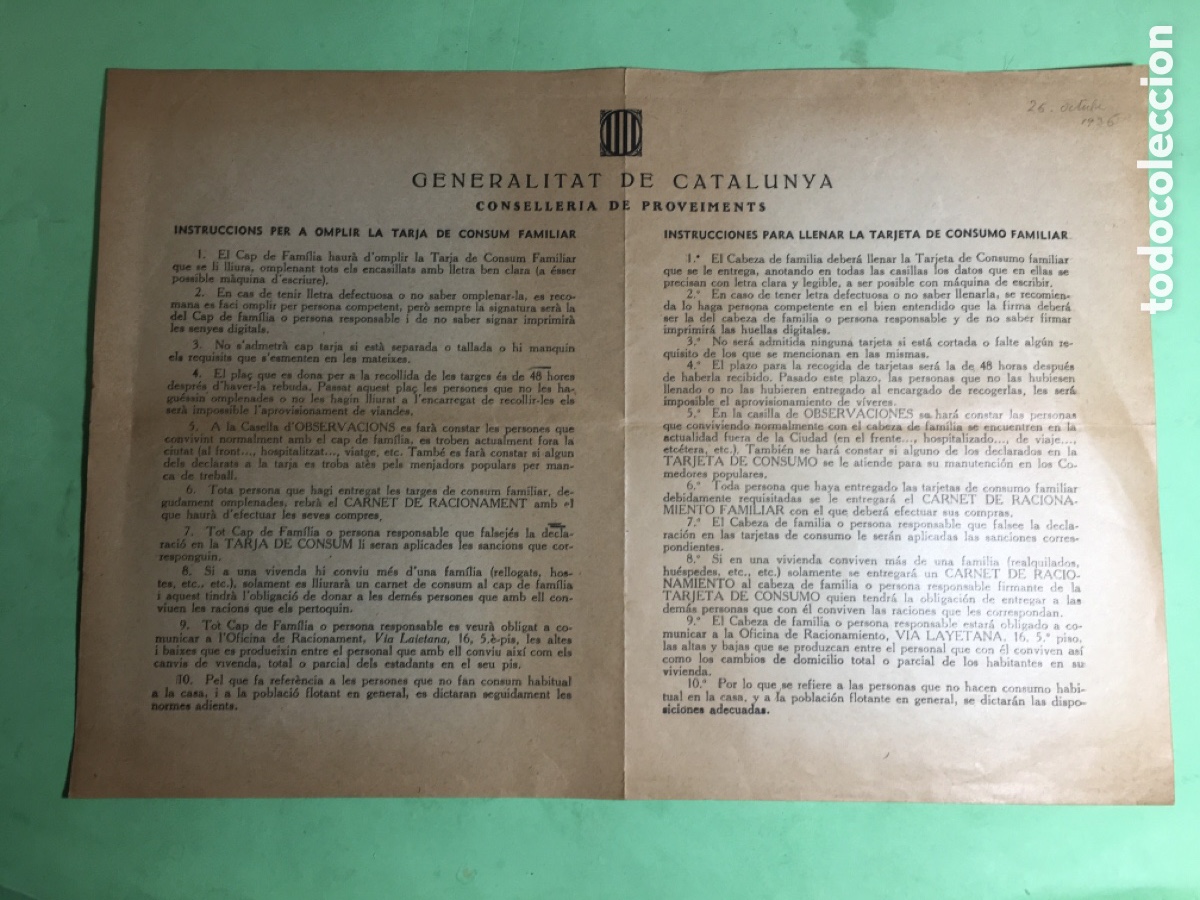 26. octubre
1936
GENERALITAT DE CATALUNYA
CONSELLERIA DE PROVEIMENTS
INSTRUCCIONS PER A OMPLIR LA TARJA DE CONSUM FAMILIAR
1. El Cap de Família haurà d'omplir la Tarja de Consum Familiar
que se li lliura, omplenant tots els encasillats amb lletra ben clara (a ésser
possible màquina d'escriure).
2. En cas de tenir lletra defectuosa o no saber omplenar-la, es reco-
mana es faci omplir per persona competent, però sempre la signatura serà la
del Cap de família o persona responsable i de no saber signar imprimirà
les senyes digitals.
3. No s'admetrà cap tarja si està separada o tallada o hi manquin
els requisits que s'esmenten en les mateixes.
4. El plaç que es dona per a la recollida de les targes és de 48 hores
després d'haver-la rebuda. Passat aquest plaç les persones que no les ha-
guéssin omplenades o no les hagin lliurat a l'encarregat de recollir-les els
serà impossible l'aprovisionament de viandes.
5. A la Casella d'OBSERVACIONS es farà constar les persones que
convivint normalment amb el cap de família, es troben actualment fora la
ciutat (al front..., hospitalitzat..., viatge, etc. També es farà constar si algun
dels declarats a la tarja es troba atès pels menjadors populars per man-
ca de treball.
6. Tota persona que hagi entregat les targes de consum familiar, de-
gudament omplenades, rebrà el CARNET DE RACIONAMENT amb el
que haurà d'efectuar les seves compres.
7. Tot Cap de Família o persona responsable que falsejés la decla-
ració en la TARJA DE CONSUM li seran aplicades les sancions que cor-
responguin.
8. Si a una vivenda hi conviu més d'una família (rellogats, hos-
tes, etc., etc.), solament es lliurarà un carnet de consum al cap de família
i aquest tindrà l'obligació de donar a les demés persones que amb ell con-
viuen les racions que els pertoquin.
9. Tot Cap de Família o persona responsable es veurà obligat a co-
municar a l'Oficina de Racionament, Via Laietana, 16, 5.è pis, les altes
i baixes que es produeixin entre el personal que amb ell conviu així com els
canvis de vivenda, total o parcial dels estadants en el seu pis.
10. Pel que fa referència a les persones que no fan consum habitual
a la casa, i a la població flotant en general, es dictaran seguidament les
normes adients.
INSTRUCCIONES PARA LLENAR LA TARJETA DE CONSUMO FAMILIAR
1.ª El Cabeza de familia deberá llenar la Tarjeta de Consumo familiar
que se le entrega, anotando en todas las casillas los datos que en ellas se
precisan con letra clara y legible, a ser posible con máquina de escribir.
2.ª En caso de tener letra defectuosa o no saber llenarla, se recomien-
da lo haga persona competente en el bien entendido que la firma deberá
ser la del cabeza de familia o persona responsable y de no saber firmar
imprimirá las huellas digitales.
3.ª No será admitida ninguna tarjeta si está cortada o falte algún re-
quisito de los que se mencionan en las mismas.
4.ª El plazo para la recogida de tarjetas será la de 48 horas después
de haberla recibido. Pasado este plazo, las personas que no las hubiesen
llenado o no las hubieren entregado al encargado de recogerlas, les será
imposible el aprovisionamiento de víveres.
5.ª En la casilla de OBSERVACIONES se hará constar las personas
que conviviendo normalmente con el cabeza de familia se encuentren en la
actualidad fuera de la Ciudad (en el frente..., hospitalizado..., de viaje...,
etcétera, etc.). También se hará constar si alguno de los declarados en la
TARJETA DE CONSUMO se le atiende para su manutención en los Co-
medores populares.
6.ª Toda persona que haya entregado las tarjetas de consumo familiar
debidamente requisitadas se le entregará el CARNET DE RACIONA-
MIENTO FAMILIAR con el que deberá efectuar sus compras.
7.ª El Cabeza de familia o persona responsable que falsee la decla-
ración en las tarjetas de consumo le serán aplicadas las sanciones corres-
pondientes.
8.ª Si en una vivienda conviven más de una familia (realquilados,
huéspedes, etc., etc.) solamente se entregará un CARNET DE RACIO-
NAMIENTO al cabeza de familia o persona responsable firmante de la
TARJETA DE CONSUMO quien tendrá la obligación de entregar a las
demás personas que con él conviven las raciones que les correspondan.
9.ª El Cabeza de familia o persona responsable estará obligado a co-
municar a la Oficina de Racionamiento, VIA LAYETANA, 16, 5.º piso,
las altas y bajas que se produzcan entre el personal que con él conviven así
como los cambios de domicilio total o parcial de los habitantes en su
vivienda.
10.ª Por lo que se refiere a las personas que no hacen consumo habi-
tual en la casa, y a la población flotante en general, se dictarán las dispo-
siciones adecuadas.
todocoleccion